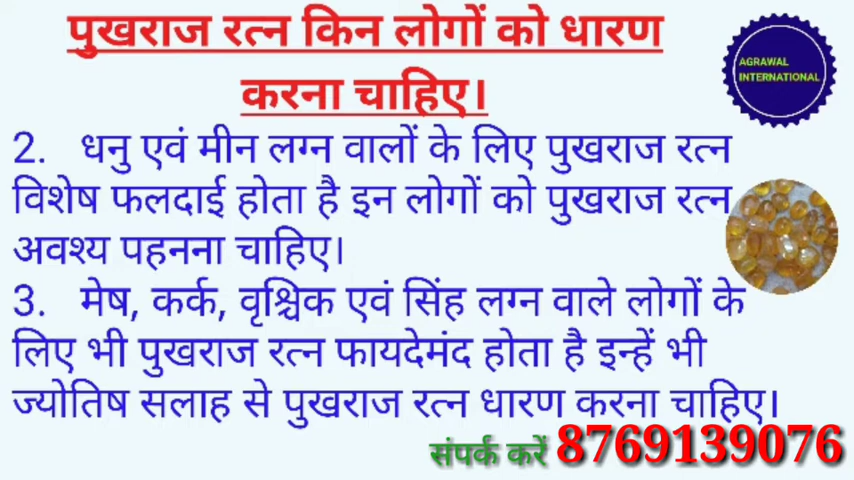 पुखराज रत्न किन लोगों को धारण
करना चाहिए।
AGRAWAL
INTERNATIONAL
2. धनु एवं मीन लग्न वालों के लिए पुखराज रत्न
विशेष फलदाई होता है इन लोगों को पुखराज रत्न
अवश्य पहनना चाहिए।
3. मेष, कर्क, वृश्चिक एवं सिंह लग्न वाले लोगों के
लिए भी पुखराज रत्न फायदेमंद होता है इन्हें भी
ज्योतिष सलाह से पुखराज रत्न धारण करना चाहिए।
संपर्क करें 8769139076